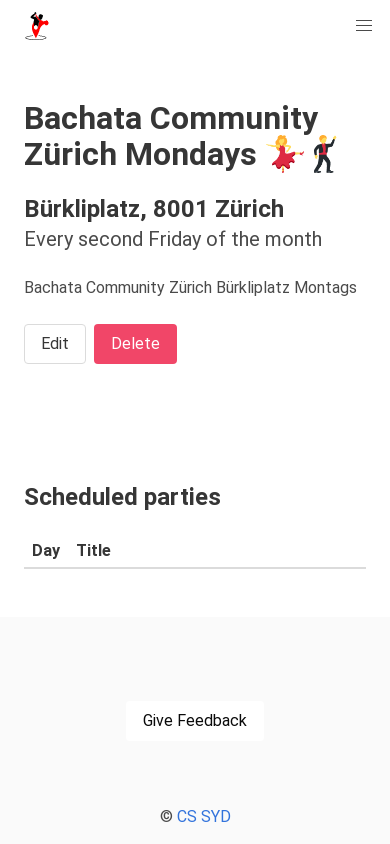 Bachata Community
Zürich Mondays 💃🕺
Bürkliplatz, 8001 Zürich
Every second Friday of the month
Bachata Community Zürich Bürkliplatz Montags
Edit Delete
Scheduled parties
Day Title
Give Feedback
© CS SYD